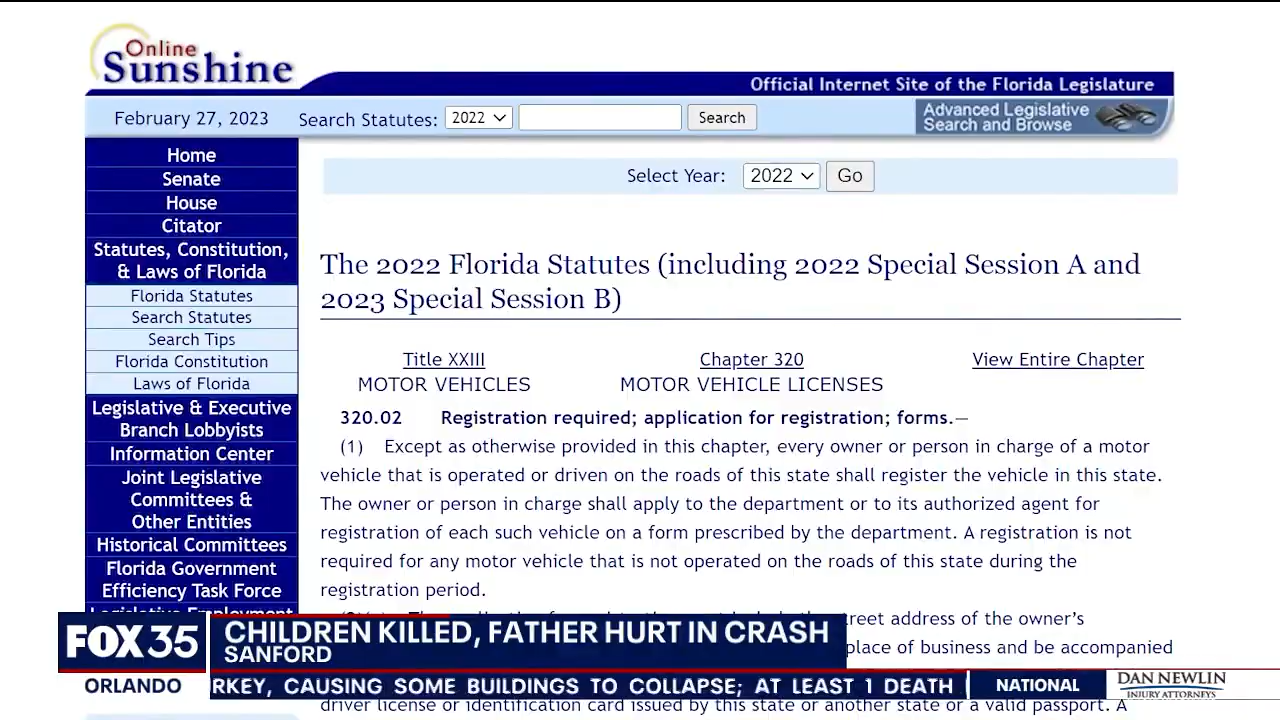 Online
Sunshine
Official Internet Site of the Florida Legislature
February 27, 2023 Search Statutes: 2022 Search
Advanced Legislative
Search and Browse
Home
Senate
House
Citator
Statutes, Constitution,
& Laws of Florida
Florida Statutes
Search Statutes
Search Tips
Florida Constitution
Laws of Florida
Legislative & Executive
Branch Lobbyists
Information Center
Joint Legislative
Committees &
Other Entities
Historical Committees
Florida Government
Efficiency Task Force
Legislative Employment
Select Year: 2022 Go
The 2022 Florida Statutes (including 2022 Special Session A and
2023 Special Session B)
Title XXIII Chapter 320 View Entire Chapter
MOTOR VEHICLES MOTOR VEHICLE LICENSES
320.02 Registration required; application for registration; forms.—
(1) Except as otherwise provided in this chapter, every owner or person in charge of a motor
vehicle that is operated or driven on the roads of this state shall register the vehicle in this state.
The owner or person in charge shall apply to the department or to its authorized agent for
registration of each such vehicle on a form prescribed by the department. A registration is not
required for any motor vehicle that is not operated on the roads of this state during the
registration period.
treet address of the owner’s
place of business and be accompanied
driver license or identification card issued by this state or another state or a valid passport. A
FOX 35
ORLANDO
CHILDREN KILLED, FATHER HURT IN CRASH
SANFORD
RKEY, CAUSING SOME BUILDINGS TO COLLAPSE; AT LEAST 1 DEATH
NATIONAL
DAN NEWLIN
INJURY ATTORNEYS